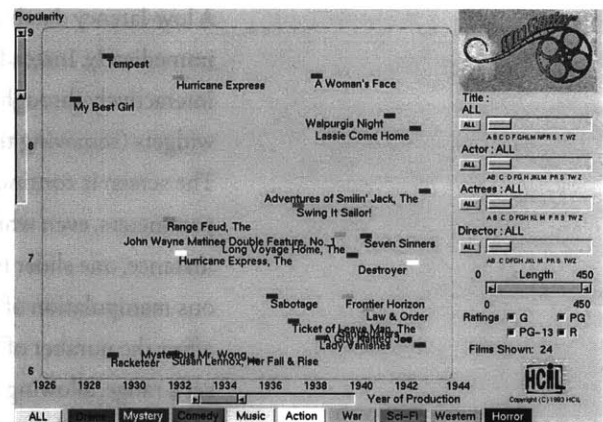 Popularity
9
Tempest
Hurricane Express
A Woman's Face
My Best Girl
Walpurgis Night
Lassie Come Home
8
Adventures of Smilin' Jack, The
Swing It Sailor!
Range Feud, The
John Wayne Matinee Double Feature, No. 1
Seven Sinners
Long Voyage Home, The
7
Hurricane Express, The
Destroyer
Sabotage
Frontier Horizon
Law & Order
Ticket of Leave Man, The
Lady Vanishes
Mysterious Mr. Wong
Racketeer
Susan Lennox, Her Fall & Rise
6
1926 1928 1930 1932 1934 1936 1938 1940 1942 1944
Year of Production
ALL
Drama
Mystery
Comedy
Music
Action
War
Sci-Fi
Western
Horror
Title :
ALL
ALL
A B C D F G H L M N P R S T W Z
Actor : ALL
ALL
Actress : ALL
ALL
Director : ALL
ALL
0 Length 450
0 450
Ratings G PG
PG-13 R
Films Shown: 24
HCIL
Copyright (C)1993 HCIL